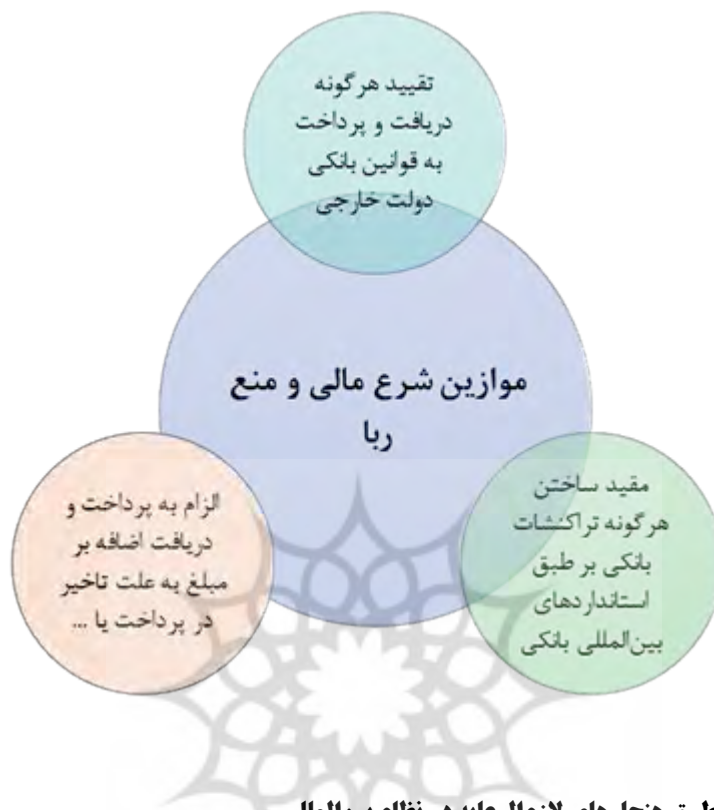 تقیید هرگونه
دریافت و پرداخت
به قوانین بانکی
دولت خارجی
موازین شرع مالی و منع
ربا
الزام به پرداخت و
دریافت اضافه بر
مبلغ به علت تاخیر
در پرداخت یا ...
مقید ساختن
هرگونه تراکنشات
بانکی بر طبق
استانداردهای
بین‌المللی بانکی